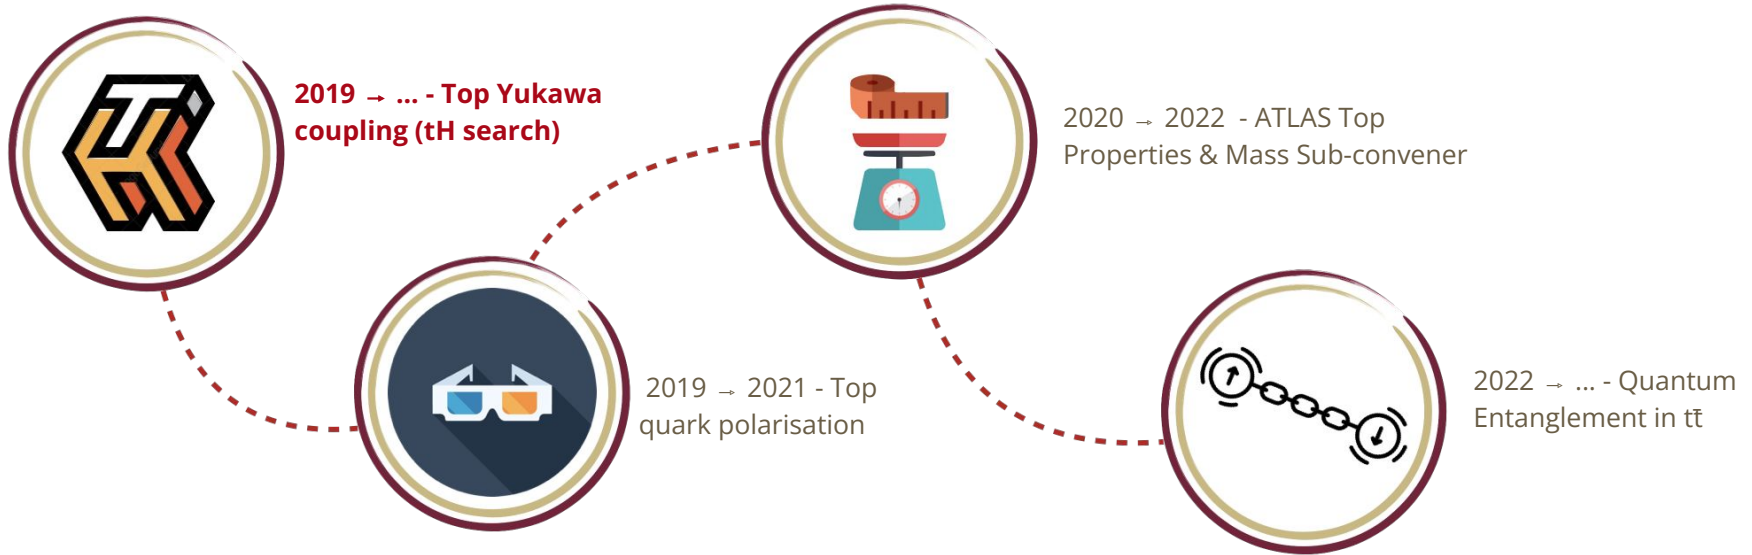 2019 → ... - Top Yukawa
coupling (tH search)
2019 → 2021 - Top
quark polarisation
2020 → 2022 - ATLAS Top
Properties & Mass Sub-convener
2022 → ... - Quantum
Entanglement in tt̄